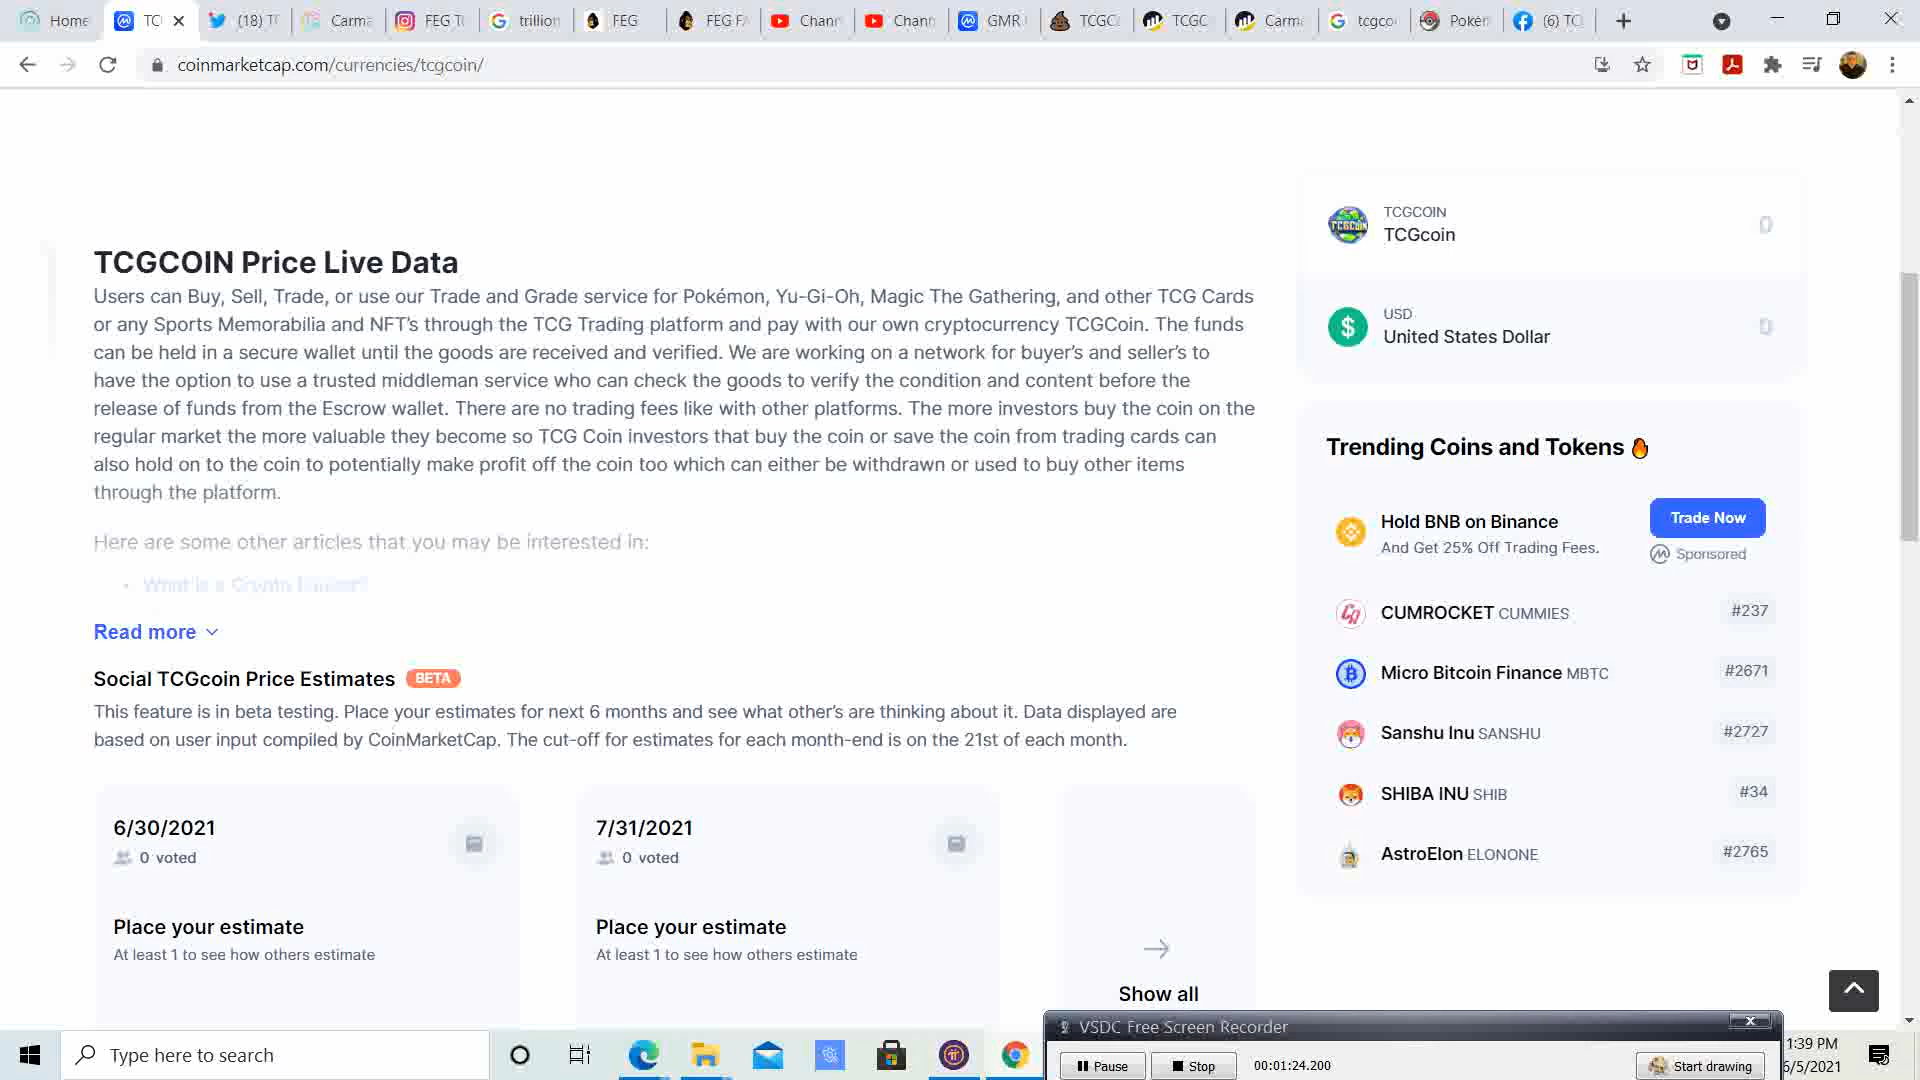 Home
TC
(18) T
Carma
FEG T
trillion
FEG
FEG F
Chann
Chann
GMR
TCGC
TCGC
Carm
tcgco
Pokém
(6) TC
coinmarketcap.com/currencies/tcgcoin/
TCGCOIN Price Live Data
Users can Buy, Sell, Trade, or use our Trade and Grade service for Pokémon, Yu-Gi-Oh, Magic The Gathering, and other TCG Cards
or any Sports Memorabilia and NFT's through the TCG Trading platform and pay with our own cryptocurrency TCGCoin. The funds
can be held in a secure wallet until the goods are received and verified. We are working on a network for buyer's and seller's to
have the option to use a trusted middleman service who can check the goods to verify the condition and content before the
release of funds from the Escrow wallet. There are no trading fees like with other platforms. The more investors buy the coin on the
regular market the more valuable they become so TCG Coin investors that buy the coin or save the coin from trading cards can
also hold on to the coin to potentially make profit off the coin too which can either be withdrawn or used to buy other items
through the platform.
Here are some other articles that you may be interested in:
• What is a Crypto
Read more
Social TCGcoin Price Estimates BETA
This feature is in beta testing. Place your estimates for next 6 months and see what other's are thinking about it. Data displayed are
based on user input compiled by CoinMarketCap. The cut-off for estimates for each month-end is on the 21st of each month.
6/30/2021
0 voted
Place your estimate
At least 1 to see how others estimate
7/31/2021
0 voted
Place your estimate
At least 1 to see how others estimate
Show all
TCGCOIN
TCGcoin
0
USD
United States Dollar
0
Trending Coins and Tokens
Hold BNB on Binance
And Get 25% Off Trading Fees.
Trade Now
Sponsored
CUMROCKET CUMMIES #237
Micro Bitcoin Finance MBTC #2671
Sanshu Inu SANSHU #2727
SHIBA INU SHIB #34
AstroElon ELONONE #2765
VSDC Free Screen Recorder
Pause
Stop
00:01:24.200
Start drawing
Type here to search
1:39 PM
6/5/2021